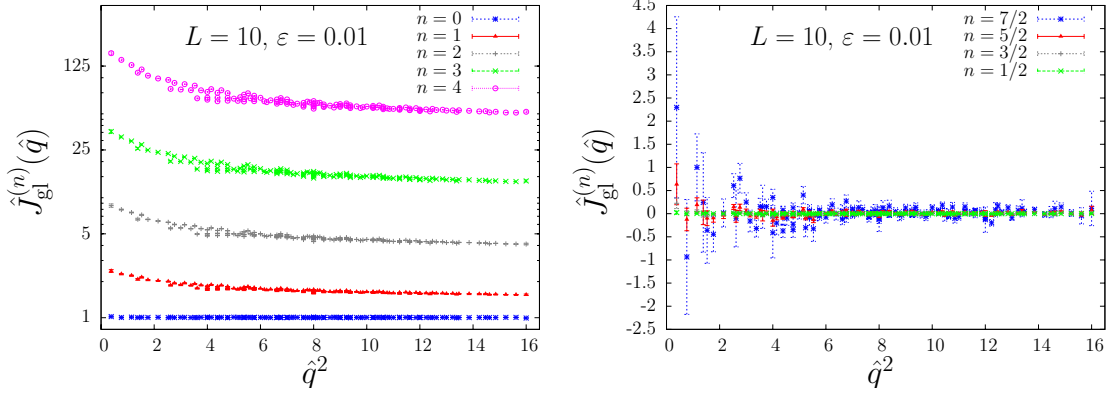 L = 10, ε = 0.01
n = 0
n = 1
n = 2
n = 3
n = 4
125
25
5
1
Ĵ_gl^(n)(q̂)
0 2 4 6 8 10 12 14 16
q̂²
L = 10, ε = 0.01
n = 7/2
n = 5/2
n = 3/2
n = 1/2
4.5
4
3.5
3
2.5
2
1.5
1
0.5
0
-0.5
-1
-1.5
-2
-2.5
Ĵ_gl^(n)(q̂)
0 2 4 6 8 10 12 14 16
q̂²